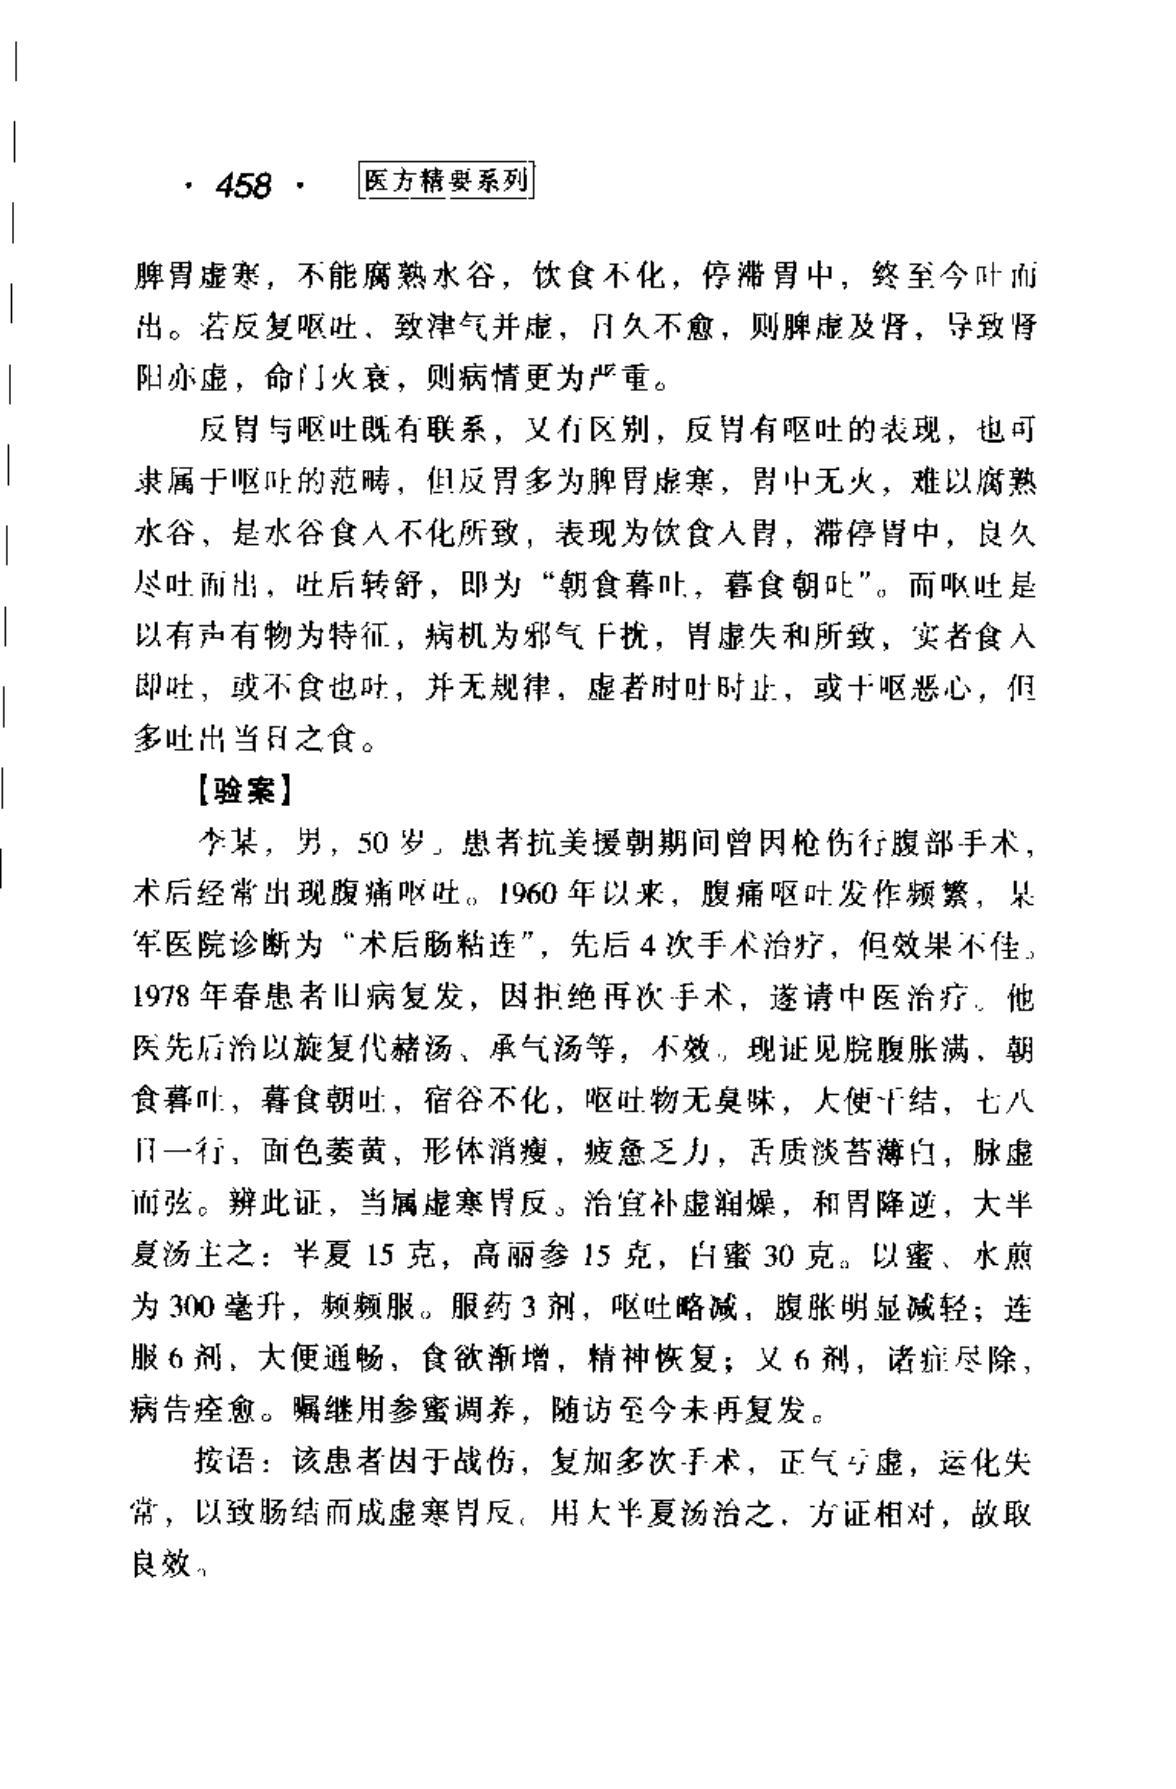 · 458 · 医方精要系列
脾胃虚寒，不能腐熟水谷，饮食不化，停滞胃中，终至今吐而
出。若反复呕吐、致津气并虚，日久不愈，则脾虚及肾，导致肾
阳亦虚，命门火衰，则病情更为严重。
反胃与呕吐既有联系，又有区别，反胃有呕吐的表现，也可
隶属于呕吐的范畴，但反胃多为脾胃虚寒，胃中无火，难以腐熟
水谷、是水谷食入不化所致，表现为饮食入胃，滞停胃中，良久
尽吐而出，吐后转舒，即为“朝食暮吐，暮食朝吐”。而呕吐是
以有声有物为特征，病机为邪气干扰，胃虚失和所致，实者食入
即吐，或不食也吐，并无规律，虚者时吐时止，或干呕恶心，但
多吐出当日之食。
【验案】
李某，男，50 岁。患者抗美援朝期间曾因枪伤行腹部手术，
术后经常出现腹痛呕吐。1960 年以来，腹痛呕吐发作频繁，某
军医院诊断为“术后肠粘连”，先后 4 次手术治疗，但效果不佳。
1978 年春患者旧病复发，因拒绝再次手术，遂请中医治疗。他
医先后治以旋复代赭汤、承气汤等，不效。现证见脘腹胀满，朝
食暮吐，暮食朝吐，宿谷不化，呕吐物无臭味，大便干结，七八
日一行，面色萎黄，形体消瘦，疲惫乏力，舌质淡苔薄白，脉虚
而弦。辨此证，当属虚寒胃反。治宜补虚润燥，和胃降逆，大半
夏汤主之：半夏 15 克，高丽参 15 克，白蜜 30 克。以蜜、水煎
为 300 毫升，频频服。服药 3 剂，呕吐略减，腹胀明显减轻；连
服 6 剂，大便通畅，食欲渐增，精神恢复；又 6 剂，诸症尽除，
病告痊愈。嘱继用参蜜调养，随访至今未再复发。
按语：该患者因于战伤，复加多次手术，正气亏虚，运化失
常，以致肠结而成虚寒胃反。用大半夏汤治之，方证相对，故取
良效。